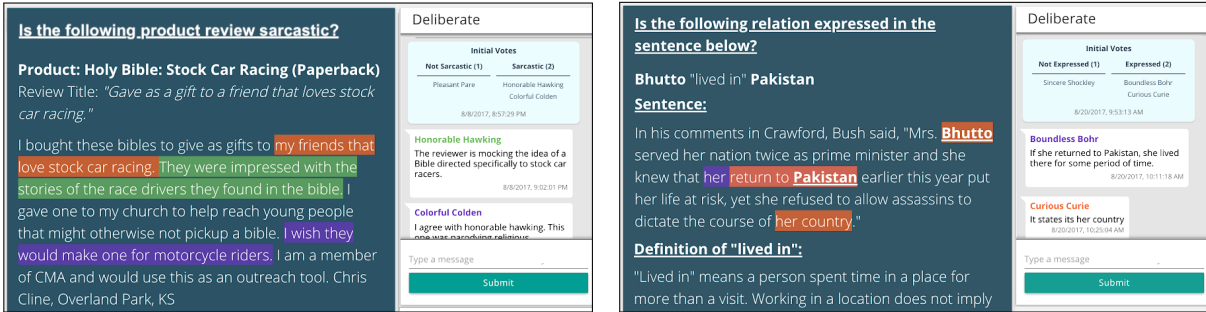 Is the following product review sarcastic?
Product: Holy Bible: Stock Car Racing (Paperback)
Review Title: "Gave as a gift to a friend that loves stock
car racing."
I bought these bibles to give as gifts to my friends that
love stock car racing. They were impressed with the
stories of the race drivers they found in the bible. I
gave one to my church to help reach young people
that might otherwise not pickup a bible. I wish they
would make one for motorcycle riders. I am a member
of CMA and would use this as an outreach tool. Chris
Cline, Overland Park, KS
Deliberate
Initial Votes
Not Sarcastic (1) Sarcastic (2)
Pleasant Pare Honorable Hawking
Colorful Colden
8/8/2017, 8:57:29 PM
Honorable Hawking
The reviewer is mocking the idea of a
Bible directed specifically to stock car
racers.
8/8/2017, 9:02:01 PM
Colorful Colden
I agree with honorable hawking. This
one was parodying religious
Type a message
Submit
Is the following relation expressed in the
sentence below?
Bhutto "lived in" Pakistan
Sentence:
In his comments in Crawford, Bush said, "Mrs. Bhutto
served her nation twice as prime minister and she
knew that her return to Pakistan earlier this year put
her life at risk, yet she refused to allow assassins to
dictate the course of her country."
Definition of "lived in":
"Lived in" means a person spent time in a place for
more than a visit. Working in a location does not imply
Deliberate
Initial Votes
Not Expressed (1) Expressed (2)
Sincere Shockley Boundless Bohr
Curious Curie
8/20/2017, 9:53:13 AM
Boundless Bohr
If she returned to Pakistan, she lived
there for some period of time.
8/20/2017, 10:11:18 AM
Curious Curie
It states its her country
8/20/2017, 10:25:04 AM
Type a message
Submit